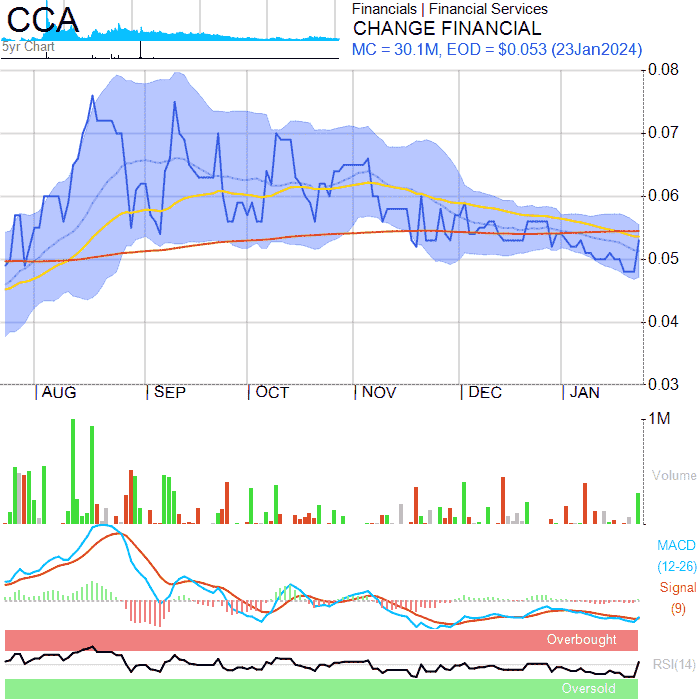 CCA
5yr Chart
Financials | Financial Services
CHANGE FINANCIAL
MC = 30.1M, EOD = $0.053 (23Jan2024)
0.08
0.07
0.06
0.05
0.04
0.03
AUG SEP OCT NOV DEC JAN
1M
Volume
MACD
(12-26)
Signal
(9)
Overbought
RSI(14)
Oversold